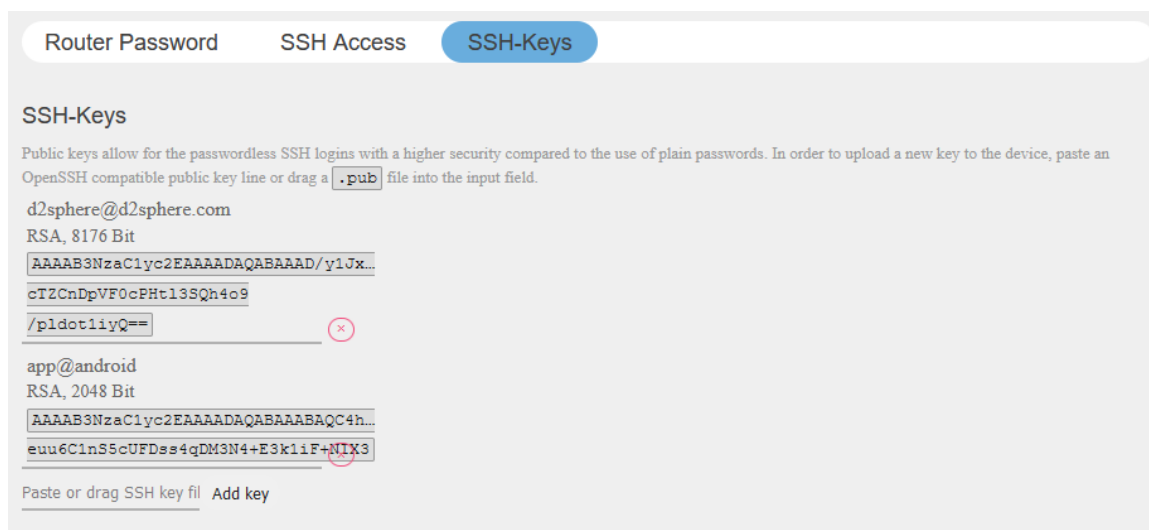 Router Password SSH Access SSH-Keys
SSH-Keys
Public keys allow for the passwordless SSH logins with a higher security compared to the use of plain passwords. In order to upload a new key to the device, paste an
OpenSSH compatible public key line or drag a .pub file into the input field.
d2sphere@d2sphere.com
RSA, 8176 Bit
AAAAB3NzaC1yc2EAAAADAQABAAAD/y1Jx…
cTZCnDpVF0cPHtl3SQh4o9
/pldot1iyQ==
app@android
RSA, 2048 Bit
AAAAB3NzaC1yc2EAAAADAQABAAABAQC4h…
euu6C1nS5cUFDss4qDM3N4+E3k1iF+NIX3
Paste or drag SSH key fil Add key